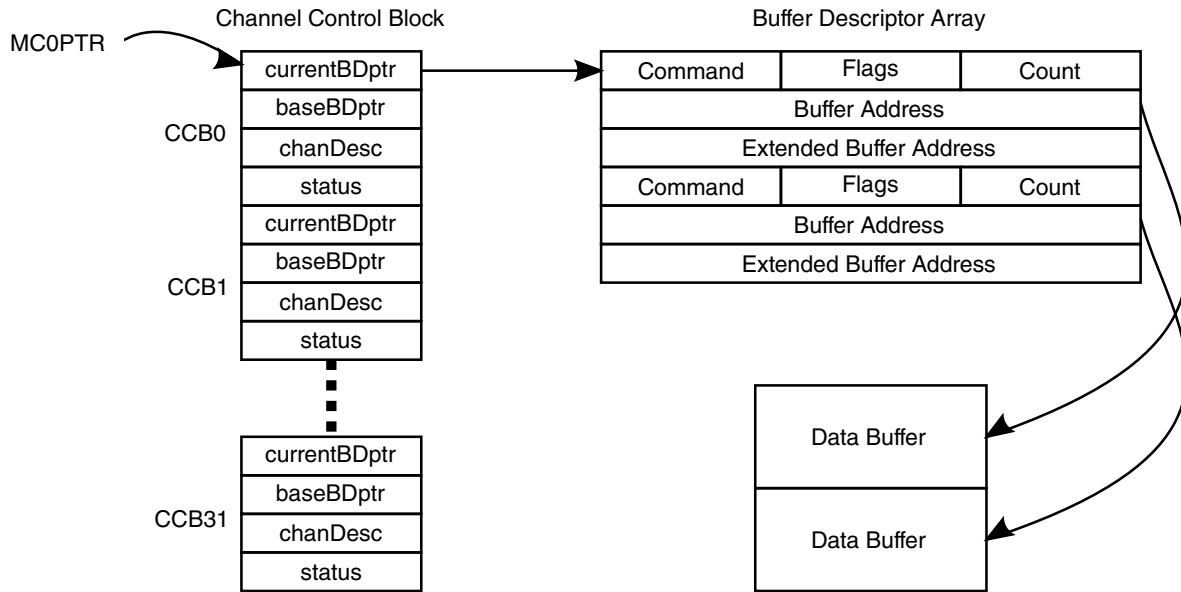 Channel Control Block
Buffer Descriptor Array
MC0PTR
currentBDptr
baseBDptr
CCB0
chanDesc
status
currentBDptr
baseBDptr
CCB1
chanDesc
status
currentBDptr
baseBDptr
CCB31
chanDesc
status
Command Flags Count
Buffer Address
Extended Buffer Address
Command Flags Count
Buffer Address
Extended Buffer Address
Data Buffer
Data Buffer